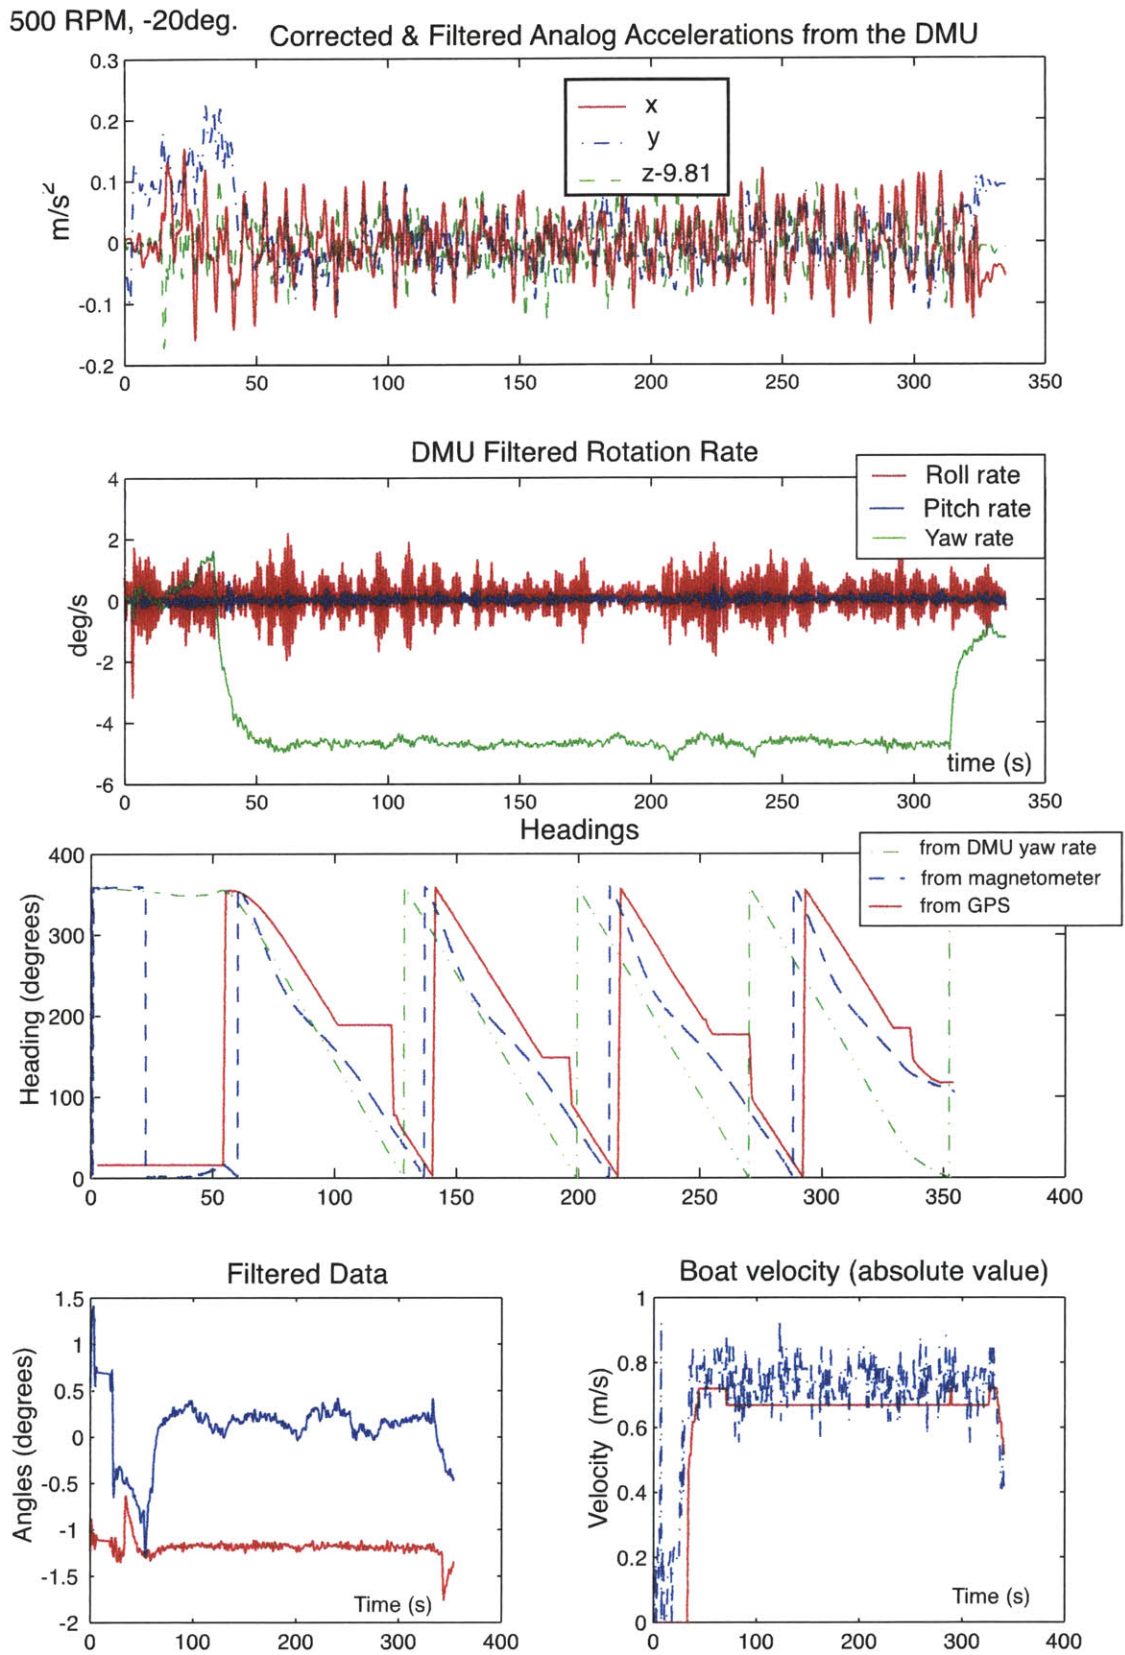 500 RPM, -20deg.
Corrected & Filtered Analog Accelerations from the DMU
0.3
0.2
0.1
0
-0.1
-0.2
m/s²
x
y
z-9.81
0 50 100 150 200 250 300 350
DMU Filtered Rotation Rate
4
2
0
-2
-4
-6
deg/s
Roll rate
Pitch rate
Yaw rate
time (s)
0 50 100 150 200 250 300 350
Headings
400
300
200
100
0
Heading (degrees)
from DMU yaw rate
from magnetometer
from GPS
0 50 100 150 200 250 300 350 400
Filtered Data
1.5
1
0.5
0
-0.5
-1
-1.5
-2
Angles (degrees)
Time (s)
0 100 200 300 400
Boat velocity (absolute value)
1
0.8
0.6
0.4
0.2
0
Velocity (m/s)
Time (s)
0 100 200 300 400